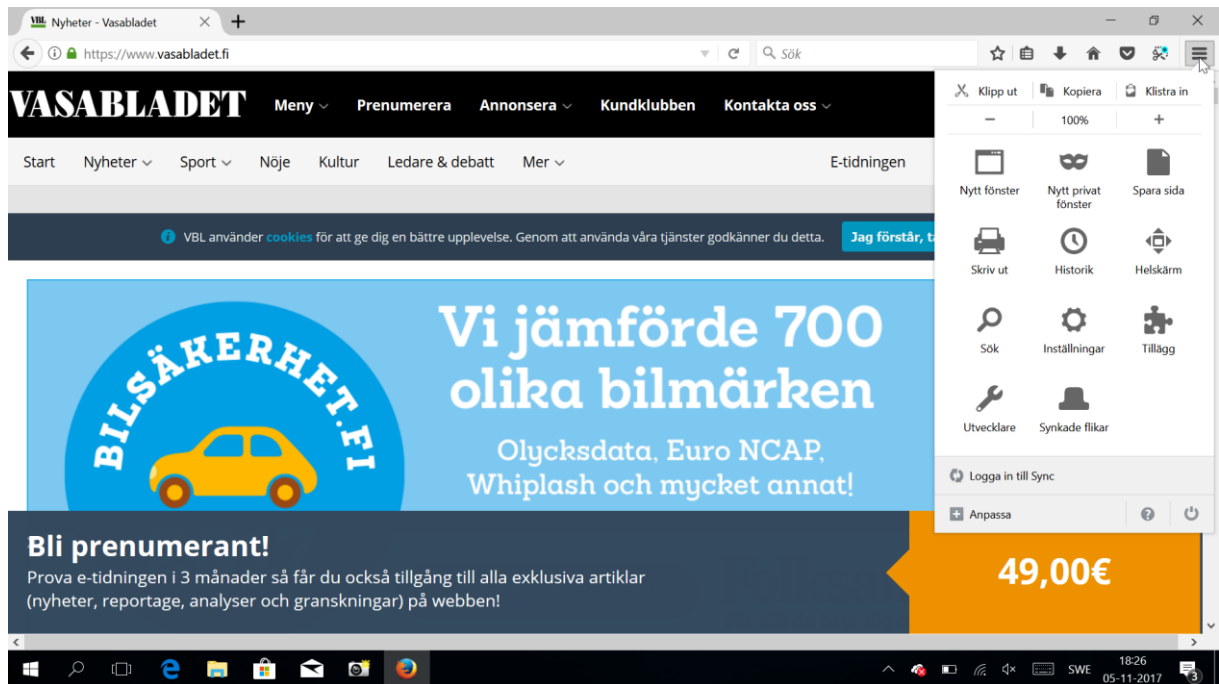 VBL Nyheter - Vasabladet
https://www.vasabladet.fi
Sök
VASABLADET Meny Prenumerera Annonsera Kundklubben Kontakta oss
Start Nyheter Sport Nöje Kultur Ledare & debatt Mer E-tidningen
VBL använder cookies för att ge dig en bättre upplevelse. Genom att använda våra tjänster godkänner du detta. Jag förstår,
BILSÄKERHET.FI
Vi jämförde 700
olika bilmärken
Olycksdata, Euro NCAP,
Whiplash och mycket annat!
Bli prenumerant!
Prova e-tidningen i 3 månader så får du också tillgång till alla exklusiva artiklar
(nyheter, reportage, analyser och granskningar) på webben!
49,00€
Klipp ut Kopiera Klistra in
− 100% +
Nytt fönster Nytt privat fönster Spara sida
Skriv ut Historik Helskärm
Sök Inställningar Tillägg
Utvecklare Synkade flikar
Logga in till Sync
Anpassa
SWE
18:26
05-11-2017
3